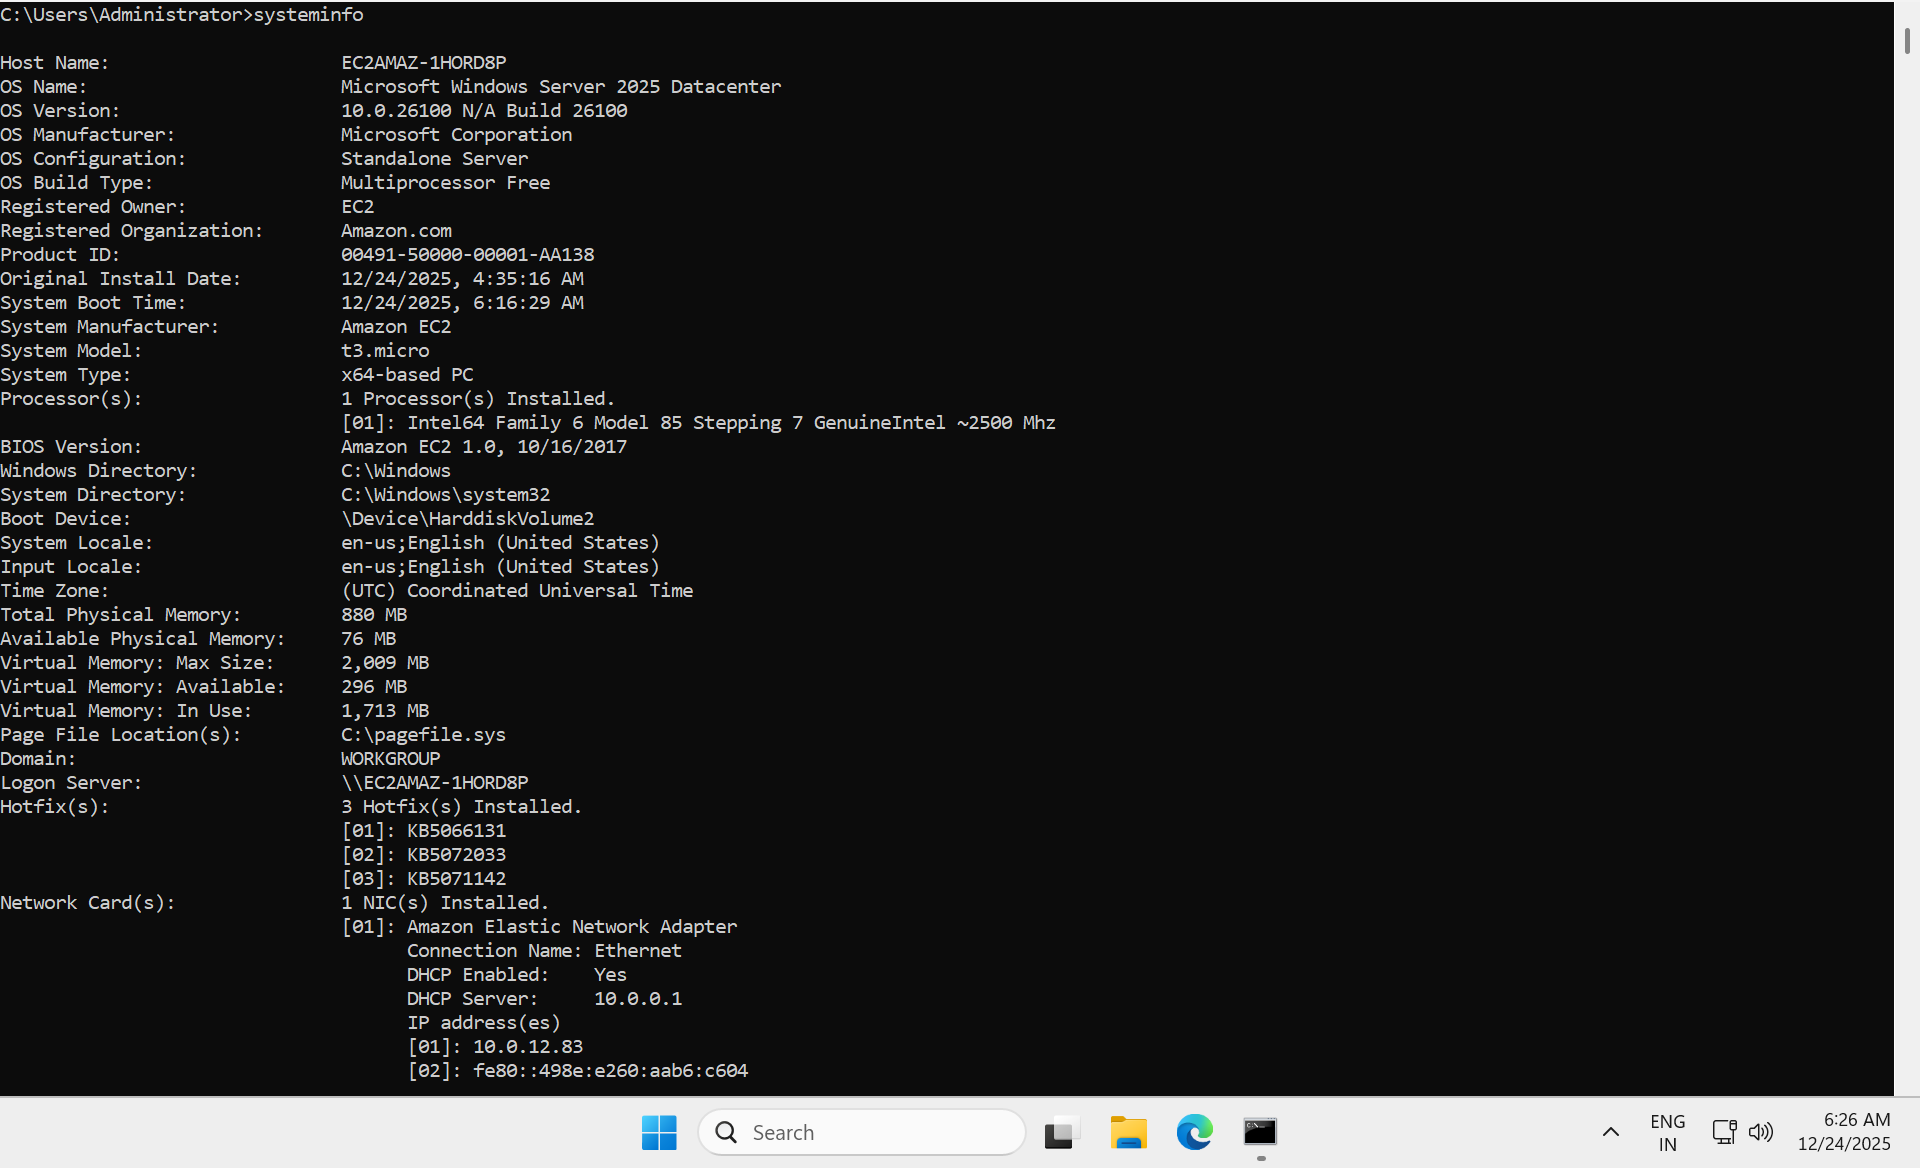 C:\Users\Administrator>systeminfo
Host Name: EC2AMAZ-1HORD8P
OS Name: Microsoft Windows Server 2025 Datacenter
OS Version: 10.0.26100 N/A Build 26100
OS Manufacturer: Microsoft Corporation
OS Configuration: Standalone Server
OS Build Type: Multiprocessor Free
Registered Owner: EC2
Registered Organization: Amazon.com
Product ID: 00491-50000-00001-AA138
Original Install Date: 12/24/2025, 4:35:16 AM
System Boot Time: 12/24/2025, 6:16:29 AM
System Manufacturer: Amazon EC2
System Model: t3.micro
System Type: x64-based PC
Processor(s): 1 Processor(s) Installed.
[01]: Intel64 Family 6 Model 85 Stepping 7 GenuineIntel ~2500 Mhz
BIOS Version: Amazon EC2 1.0, 10/16/2017
Windows Directory: C:\Windows
System Directory: C:\Windows\system32
Boot Device: \Device\HarddiskVolume2
System Locale: en-us;English (United States)
Input Locale: en-us;English (United States)
Time Zone: (UTC) Coordinated Universal Time
Total Physical Memory: 880 MB
Available Physical Memory: 76 MB
Virtual Memory: Max Size: 2,009 MB
Virtual Memory: Available: 296 MB
Virtual Memory: In Use: 1,713 MB
Page File Location(s): C:\pagefile.sys
Domain: WORKGROUP
Logon Server: \\EC2AMAZ-1HORD8P
Hotfix(s): 3 Hotfix(s) Installed.
[01]: KB5066131
[02]: KB5072033
[03]: KB5071142
Network Card(s): 1 NIC(s) Installed.
[01]: Amazon Elastic Network Adapter
Connection Name: Ethernet
DHCP Enabled: Yes
DHCP Server: 10.0.0.1
IP address(es)
[01]: 10.0.12.83
[02]: fe80::498e:e260:aab6:c604
Search
ENG
IN
6:26 AM
12/24/2025